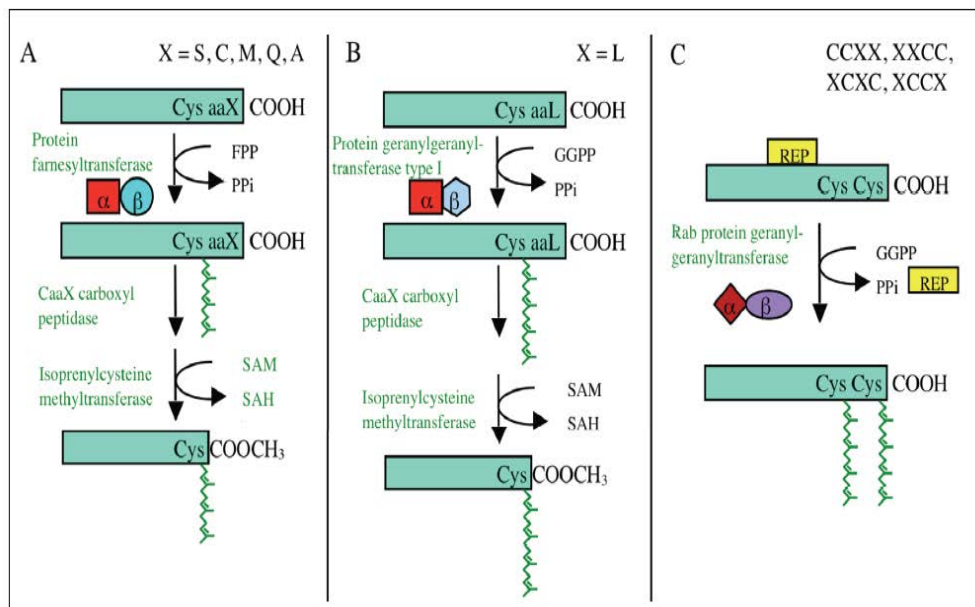 A
X = S, C, M, Q, A
Cys aaX COOH
Protein
farnesyltransferase
FPP
PPi
α β
Cys aaX COOH
CaaX carboxyl
peptidase
Isoprenylcysteine
methyltransferase
SAM
SAH
Cys COOCH₃
B
X = L
Cys aaL COOH
Protein geranylgeranyl-
transferase type I
GGPP
PPi
α β
Cys aaL COOH
CaaX carboxyl
peptidase
Isoprenylcysteine
methyltransferase
SAM
SAH
Cys COOCH₃
C
CCXX, XXCC,
XCXC, XCCX
REP
Cys Cys COOH
Rab protein geranyl-
geranyltransferase
GGPP
PPi REP
α β
Cys Cys COOH